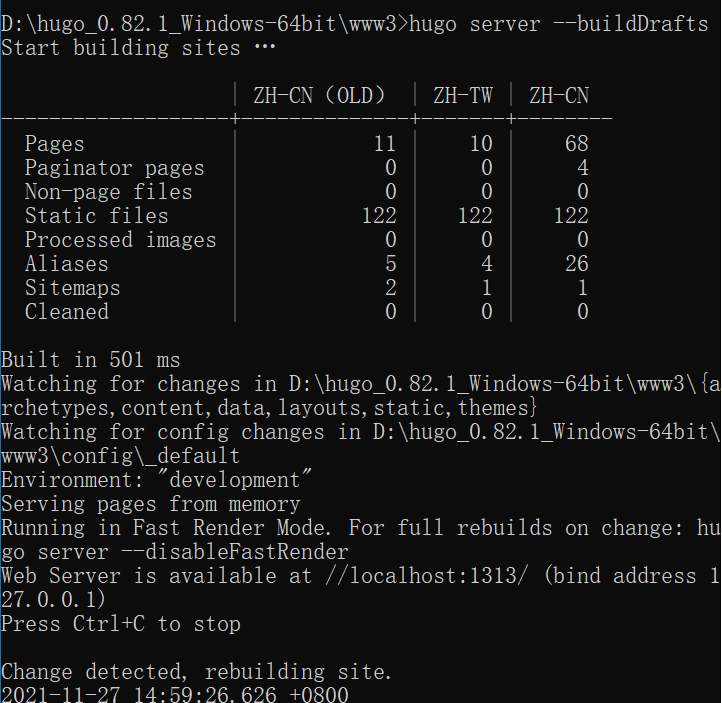 D:\hugo_0.82.1_Windows-64bit\www3>hugo server --buildDrafts
Start building sites …
                   | ZH-CN（OLD） | ZH-TW | ZH-CN
-------------------+--------------+-------+--------
  Pages            |           11 |    10 |    68
  Paginator pages  |            0 |     0 |     4
  Non-page files   |            0 |     0 |     0
  Static files     |          122 |   122 |   122
  Processed images |            0 |     0 |     0
  Aliases          |            5 |     4 |    26
  Sitemaps         |            2 |     1 |     1
  Cleaned          |            0 |     0 |     0
Built in 501 ms
Watching for changes in D:\hugo_0.82.1_Windows-64bit\www3\{a
rchetypes,content,data,layouts,static,themes}
Watching for config changes in D:\hugo_0.82.1_Windows-64bit\
www3\config\_default
Environment: "development"
Serving pages from memory
Running in Fast Render Mode. For full rebuilds on change: hu
go server --disableFastRender
Web Server is available at //localhost:1313/ (bind address 1
27.0.0.1)
Press Ctrl+C to stop
Change detected, rebuilding site.
2021-11-27 14:59:26.626 +0800